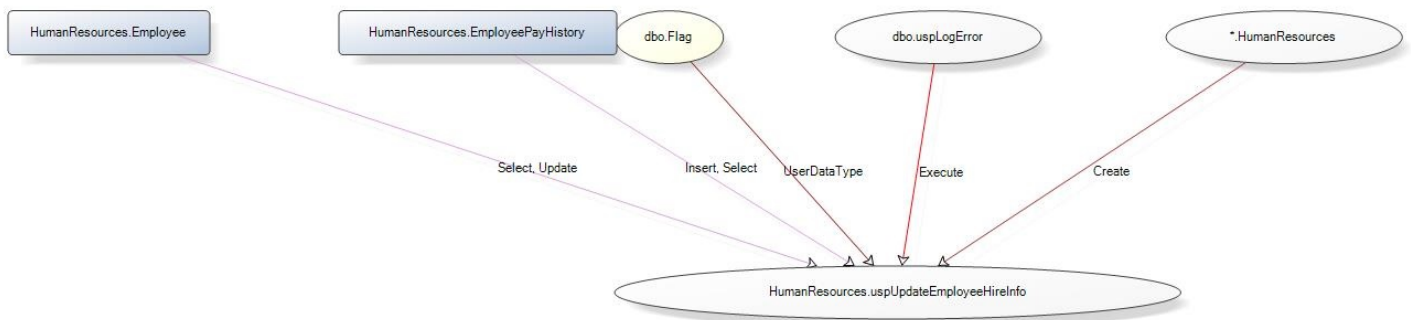 HumanResources.Employee
HumanResources.EmployeePayHistory
dbo.Flag
dbo.uspLogError
*.HumanResources
Select, Update
Insert, Select
UserDataType
Execute
Create
HumanResources.uspUpdateEmployeeHireInfo